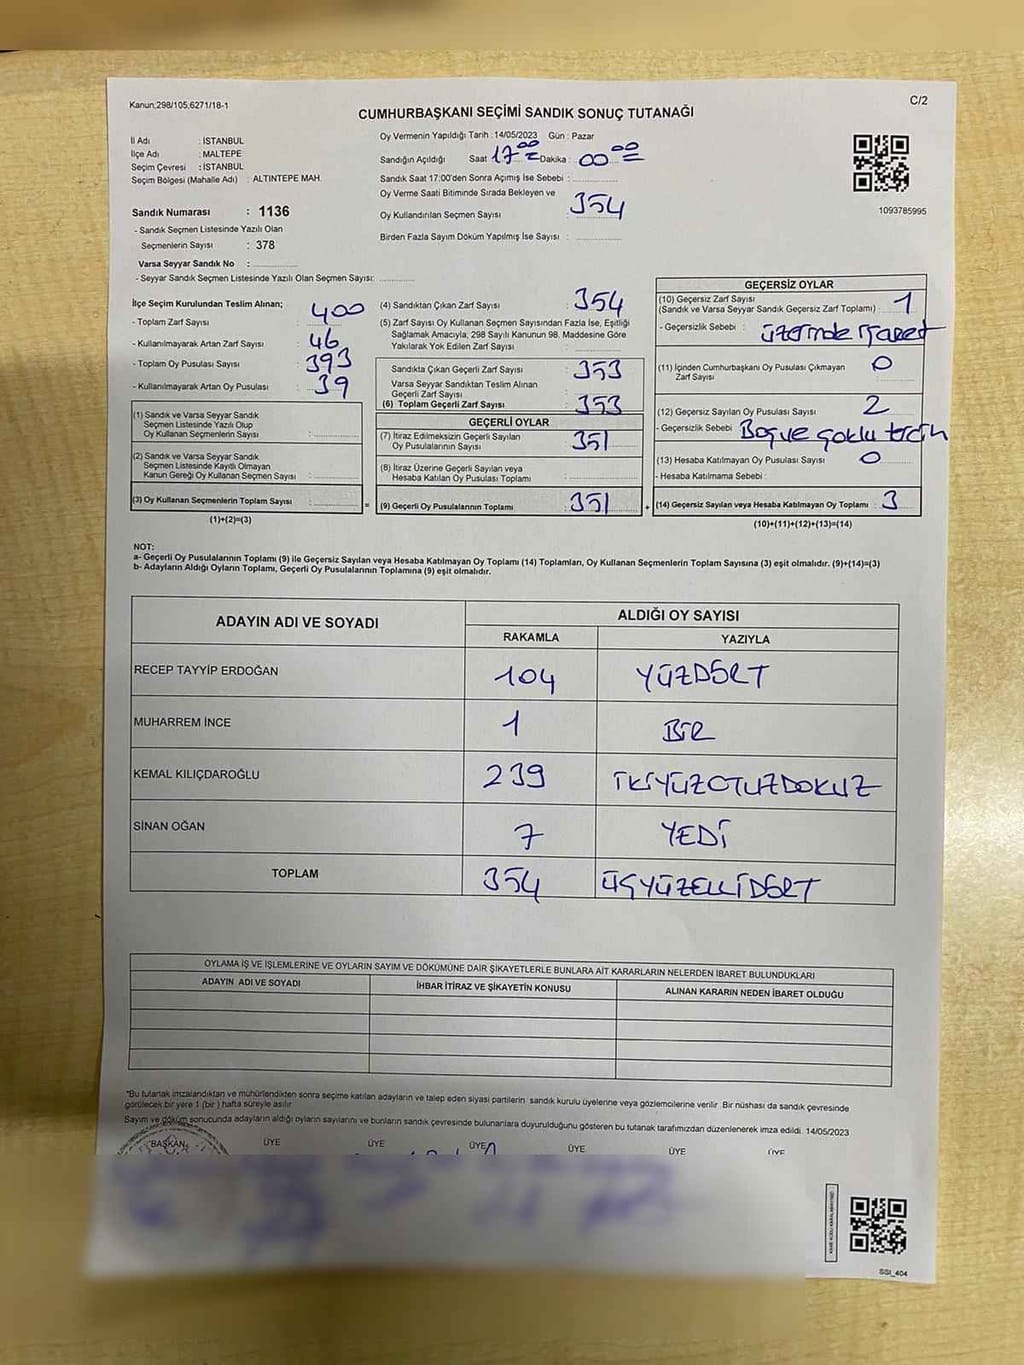 Kanun;298/105,6271/18-1
C/2
CUMHURBAŞKANI SEÇİMİ SANDIK SONUÇ TUTANAĞI
İl Adı : İSTANBUL
İlçe Adı : MALTEPE
Seçim Çevresi : İSTANBUL
Seçim Bölgesi (Mahalle Adı) : ALTINTEPE MAH.
Sandık Numarası : 1136
- Sandık Seçmen Listesinde Yazılı Olan
Seçmenlerin Sayısı : 378
Varsa Seyyar Sandık No :
- Seyyar Sandık Seçmen Listesinde Yazılı Olan Seçmen Sayısı:
Oy Vermenin Yapıldığı Tarih : 14/05/2023 Gün : Pazar
Sandığın Açıldığı Saat : 17 00 Dakika : 00 00
Sandık Saat 17:00'den Sonra Açımış İse Sebebi :
Oy Verme Saati Bitiminde Sırada Bekleyen ve
Oy Kullandırılan Seçmen Sayısı : 354
Birden Fazla Sayım Döküm Yapılmış İse Sayısı :
1093785995
İlçe Seçim Kurulundan Teslim Alınan;
- Toplam Zarf Sayısı : 400
- Kullanılmayarak Artan Zarf Sayısı : 46
- Toplam Oy Pusulası Sayısı : 393
- Kullanılmayarak Artan Oy Pusulası : 39
(1) Sandık ve Varsa Seyyar Sandık
Seçmen Listesinde Yazılı Olup
Oy Kullanan Seçmenlerin Sayısı :
(2) Sandık ve Varsa Seyyar Sandık
Seçmen Listesinde Kayıtlı Olmayan
Kanun Gereği Oy Kullanan Seçmen Sayısı :
(3) Oy Kullanan Seçmenlerin Toplam Sayısı :
(1)+(2)=(3)
(4) Sandıktan Çıkan Zarf Sayısı : 354
(5) Zarf Sayısı Oy Kullanan Seçmen Sayısından Fazla İse, Eşitliği
Sağlamak Amacıyla, 298 Sayılı Kanunun 98. Maddesine Göre
Yakılarak Yok Edilen Zarf Sayısı :
Sandıkta Çıkan Geçerli Zarf Sayısı : 353
Varsa Seyyar Sandıktan Teslim Alınan
Geçerli Zarf Sayısı :
(6) Toplam Geçerli Zarf Sayısı : 353
GEÇERLİ OYLAR
(7) İtiraz Edilmeksizin Geçerli Sayılan
Oy Pusulalarının Sayısı : 351
(8) İtiraz Üzerine Geçerli Sayılan veya
Hesaba Katılan Oy Pusulası Toplamı :
= (9) Geçerli Oy Pusulalarının Toplamı : 351
GEÇERSİZ OYLAR
(10) Geçersiz Zarf Sayısı
(Sandık ve Varsa Seyyar Sandık Geçersiz Zarf Toplamı) : 1
- Geçersizlik Sebebi : üzerinde işaret
(11) İçinden Cumhurbaşkanı Oy Pusulası Çıkmayan
Zarf Sayısı : 0
(12) Geçersiz Sayılan Oy Pusulası Sayısı : 2
- Geçersizlik Sebebi : Boş ve çoklu tercih
(13) Hesaba Katılmayan Oy Pusulası Sayısı : 0
- Hesaba Katılmama Sebebi :
+ (14) Geçersiz Sayılan veya Hesaba Katılmayan Oy Toplamı : 3
(10)+(11)+(12)+(13)=(14)
NOT:
a- Geçerli Oy Pusulalarının Toplamı (9) ile Geçersiz Sayılan veya Hesaba Katılmayan Oy Toplamı (14) Toplamları, Oy Kullanan Seçmenlerin Toplam Sayısına (3) eşit olmalıdır. (9)+(14)=(3)
b- Adayların Aldığı Oyların Toplamı, Geçerli Oy Pusulalarının Toplamına (9) eşit olmalıdır.
ADAYIN ADI VE SOYADI ALDIĞI OY SAYISI
RAKAMLA YAZIYLA
RECEP TAYYİP ERDOĞAN 104 YÜZDÖRT
MUHARREM İNCE 1 BİR
KEMAL KILIÇDAROĞLU 239 İKİYÜZOTUZDOKUZ
SİNAN OĞAN 7 YEDİ
TOPLAM 354 ÜÇYÜZELLİDÖRT
OYLAMA İŞ VE İŞLEMLERİNE VE OYLARIN SAYIM VE DÖKÜMÜNE DAİR ŞİKAYETLERLE BUNLARA AİT KARARLARIN NELERDEN İBARET BULUNDUKLARI
ADAYIN ADI VE SOYADI İHBAR İTİRAZ VE ŞİKAYETİN KONUSU ALINAN KARARIN NEDEN İBARET OLDUĞU
*Bu tutanak imzalandıktan ve mühürlendikten sonra seçime katılan adayların ve talep eden siyasi partilerin sandık kurulu üyelerine veya gözlemcilerine verilir .Bir nüshası da sandık çevresinde
görülecek bir yere 1 (bir ) hafta süreyle asılır
Sayım ve döküm sonucunda adayların aldığı oyların sayılarını ve bunların sandık çevresinde bulunanlara duyurulduğunu gösteren bu tutanak tarafımızdan düzenlenerek imza edildi. 14/05/2023
BAŞKAN ÜYE ÜYE ÜYE ÜYE ÜYE ÜYE
SSI_404